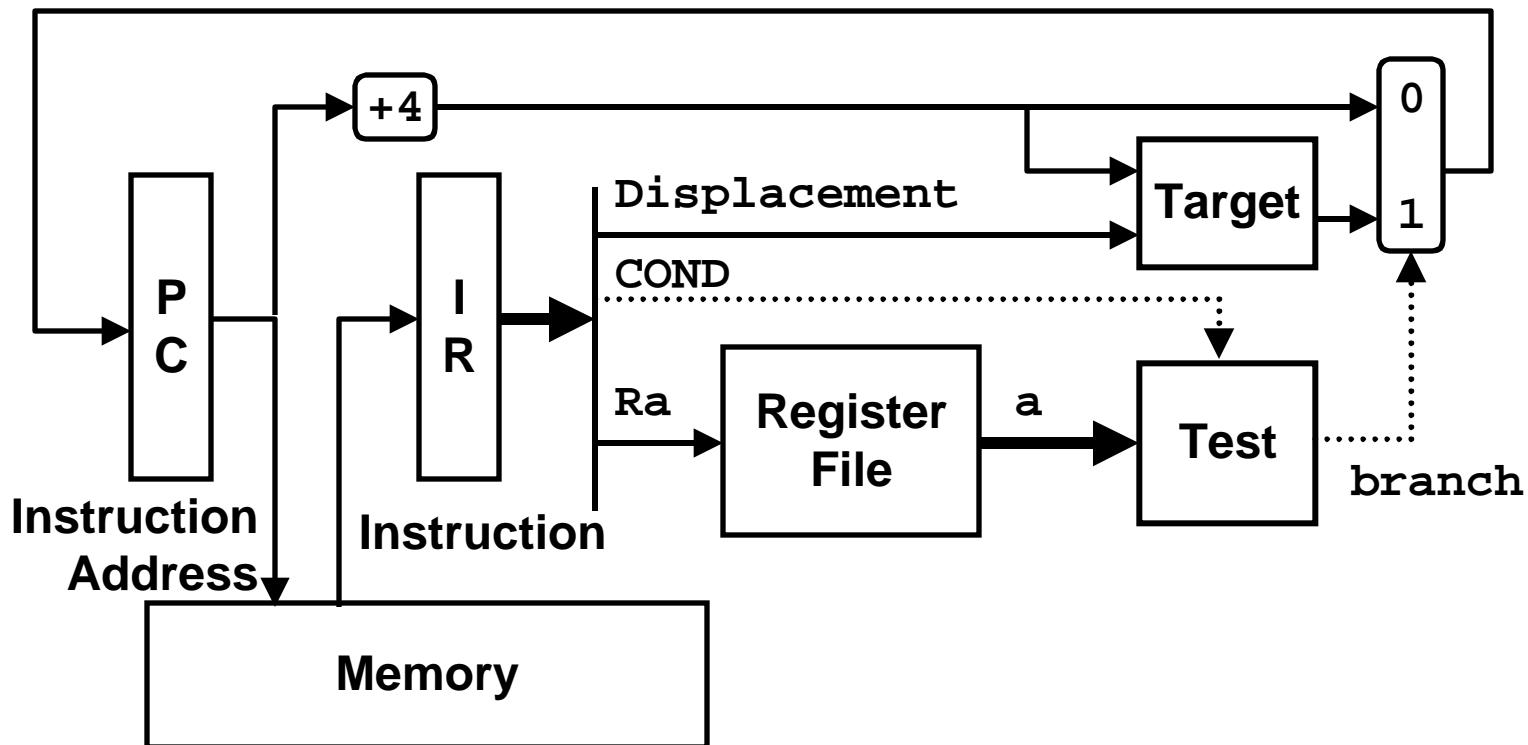 +4
0
Displacement
Target
1
COND
P
C
I
R
Ra
Register
File
a
Test
branch
Instruction
Address
Instruction
Memory